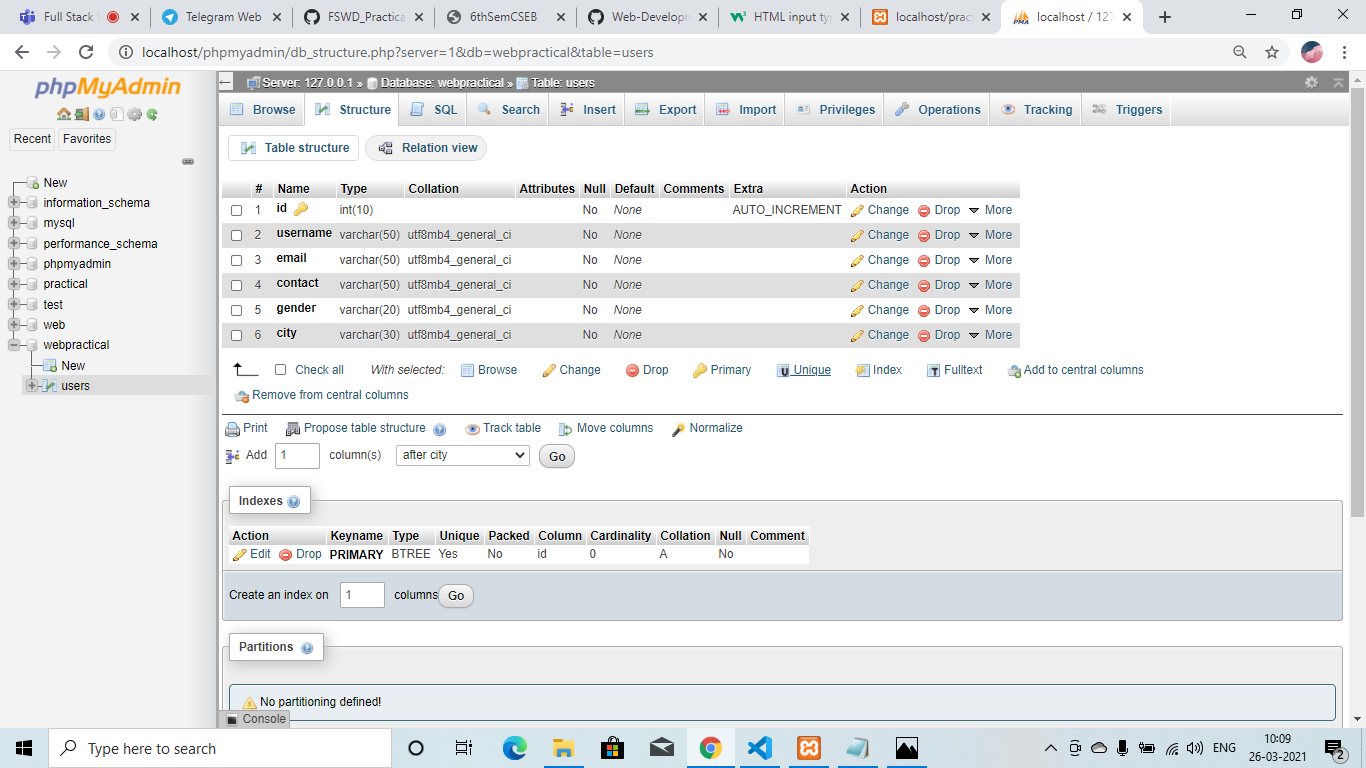 Full Stack
Telegram Web
FSWD_Practica
6thSemCSEB
Web-Developm
HTML input typ
localhost/prac
localhost / 127
localhost/phpmyadmin/db_structure.php?server=1&db=webpractical&table=users
phpMyAdmin
Recent Favorites
New
information_schema
mysql
performance_schema
phpmyadmin
practical
test
web
webpractical
New
users
Server: 127.0.0.1 » Database: webpractical » Table: users
Browse Structure SQL Search Insert Export Import Privileges Operations Tracking Triggers
Table structure Relation view
# Name Type Collation Attributes Null Default Comments Extra Action
1 id int(10) No None AUTO_INCREMENT Change Drop More
2 username varchar(50) utf8mb4_general_ci No None Change Drop More
3 email varchar(50) utf8mb4_general_ci No None Change Drop More
4 contact varchar(50) utf8mb4_general_ci No None Change Drop More
5 gender varchar(20) utf8mb4_general_ci No None Change Drop More
6 city varchar(30) utf8mb4_general_ci No None Change Drop More
Check all With selected: Browse Change Drop Primary Unique Index Fulltext Add to central columns
Remove from central columns
Print Propose table structure Track table Move columns Normalize
Add 1 column(s) after city Go
Indexes
Action Keyname Type Unique Packed Column Cardinality Collation Null Comment
Edit Drop PRIMARY BTREE Yes No id 0 A No
Create an index on 1 columns Go
Partitions
No partitioning defined!
Console
Type here to search
ENG
10:09
26-03-2021
2